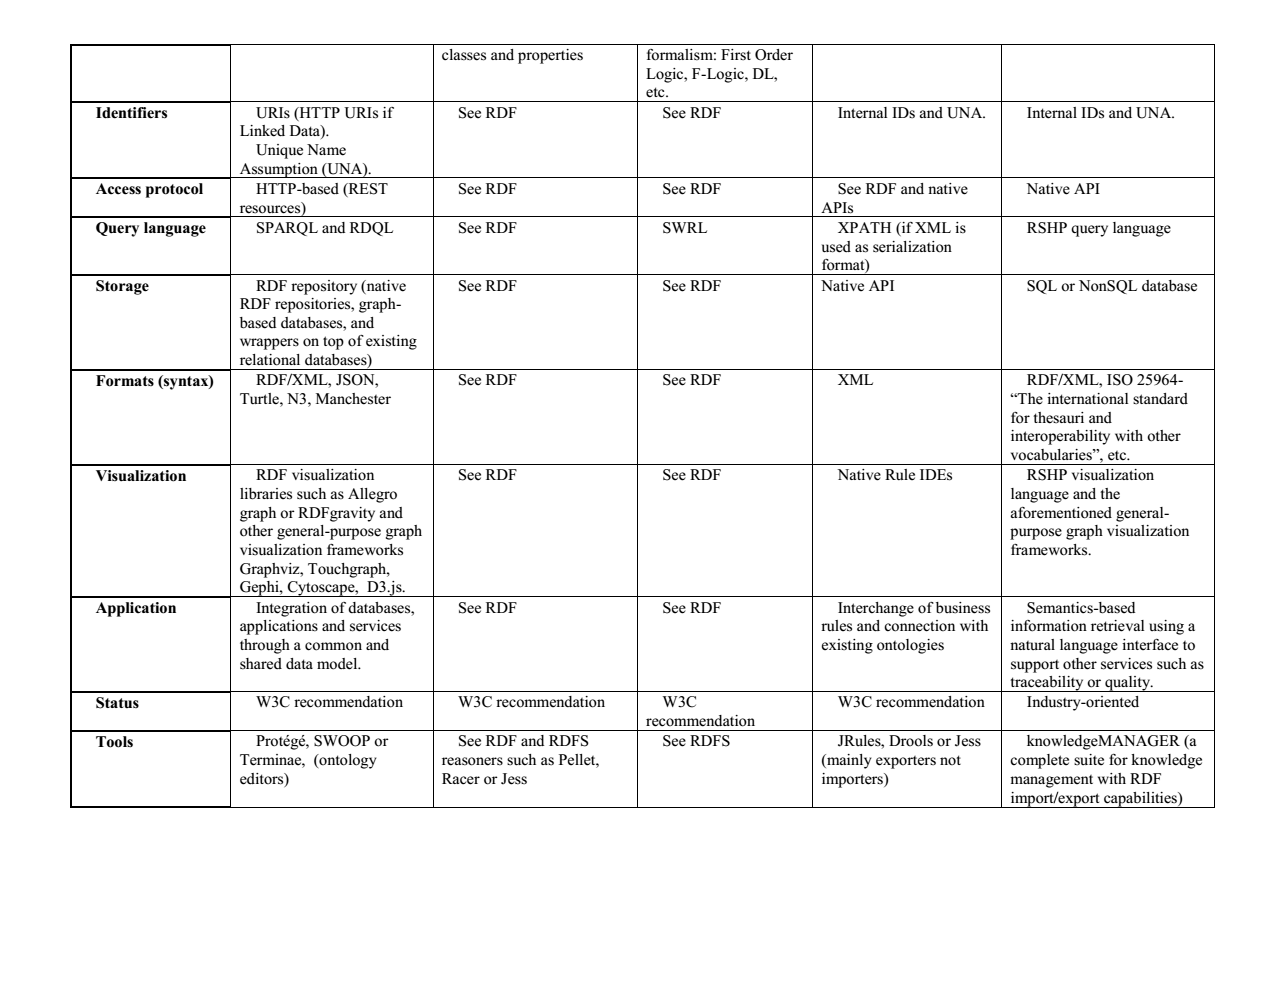 classes and properties
formalism: First Order
Logic, F-Logic, DL,
etc.
Identifiers
URIs (HTTP URIs if
Linked Data).
Unique Name
Assumption (UNA).
See RDF
See RDF
Internal IDs and UNA.
Internal IDs and UNA.
Access protocol
HTTP-based (REST
resources)
See RDF
See RDF
See RDF and native
APIs
Native API
Query language
SPARQL and RDQL
See RDF
SWRL
XPATH (if XML is
used as serialization
format)
RSHP query language
Storage
RDF repository (native
RDF repositories, graph-
based databases, and
wrappers on top of existing
relational databases)
See RDF
See RDF
Native API
SQL or NonSQL database
Formats (syntax)
RDF/XML, JSON,
Turtle, N3, Manchester
See RDF
See RDF
XML
RDF/XML, ISO 25964-
“The international standard
for thesauri and
interoperability with other
vocabularies”, etc.
Visualization
RDF visualization
libraries such as Allegro
graph or RDFgravity and
other general-purpose graph
visualization frameworks
Graphviz, Touchgraph,
Gephi, Cytoscape, D3.js.
See RDF
See RDF
Native Rule IDEs
RSHP visualization
language and the
aforementioned general-
purpose graph visualization
frameworks.
Application
Integration of databases,
applications and services
through a common and
shared data model.
See RDF
See RDF
Interchange of business
rules and connection with
existing ontologies
Semantics-based
information retrieval using a
natural language interface to
support other services such as
traceability or quality.
Status
W3C recommendation
W3C recommendation
W3C
recommendation
W3C recommendation
Industry-oriented
Tools
Protégé, SWOOP or
Terminae, (ontology
editors)
See RDF and RDFS
reasoners such as Pellet,
Racer or Jess
See RDFS
JRules, Drools or Jess
(mainly exporters not
importers)
knowledgeMANAGER (a
complete suite for knowledge
management with RDF
import/export capabilities)